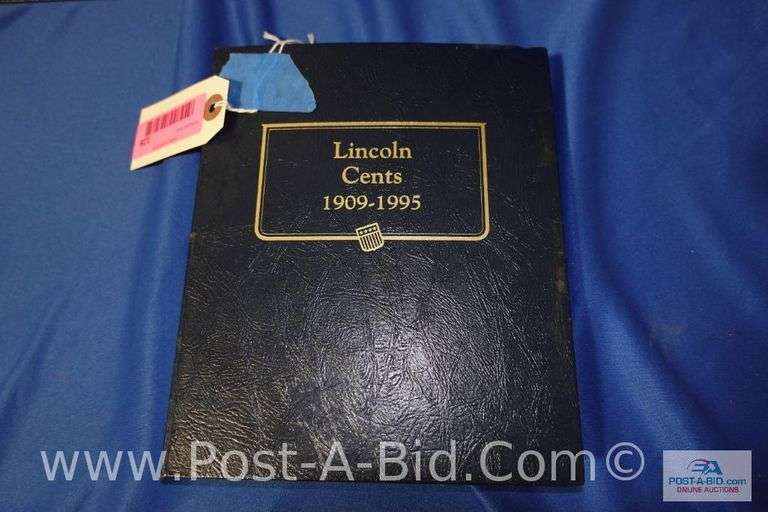 Lincoln
Cents
1909-1995
www.Post-A-Bid.Com©
POST-A-BID.com
ONLINE AUCTIONS